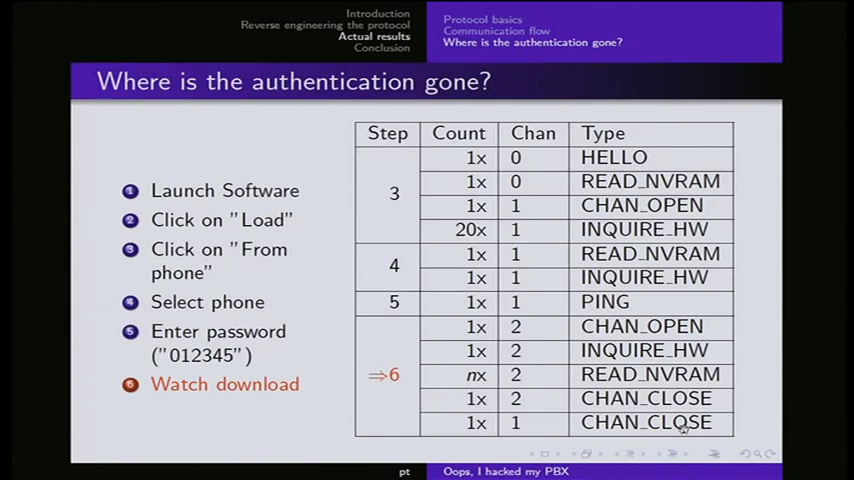 Introduction
Reverse engineering the protocol
Actual results
Conclusion
Protocol basics
Communication flow
Where is the authentication gone?
Where is the authentication gone?
1 Launch Software
2 Click on "Load"
3 Click on "From
phone"
4 Select phone
5 Enter password
("012345")
6 Watch download
Step Count Chan Type
3 1x 0 HELLO
1x 0 READ_NVRAM
1x 1 CHAN_OPEN
20x 1 INQUIRE_HW
4 1x 1 READ_NVRAM
1x 1 INQUIRE_HW
5 1x 1 PING
⇒6 1x 2 CHAN_OPEN
1x 2 INQUIRE_HW
nx 2 READ_NVRAM
1x 2 CHAN_CLOSE
1x 1 CHAN_CLOSE
pt Oops, I hacked my PBX